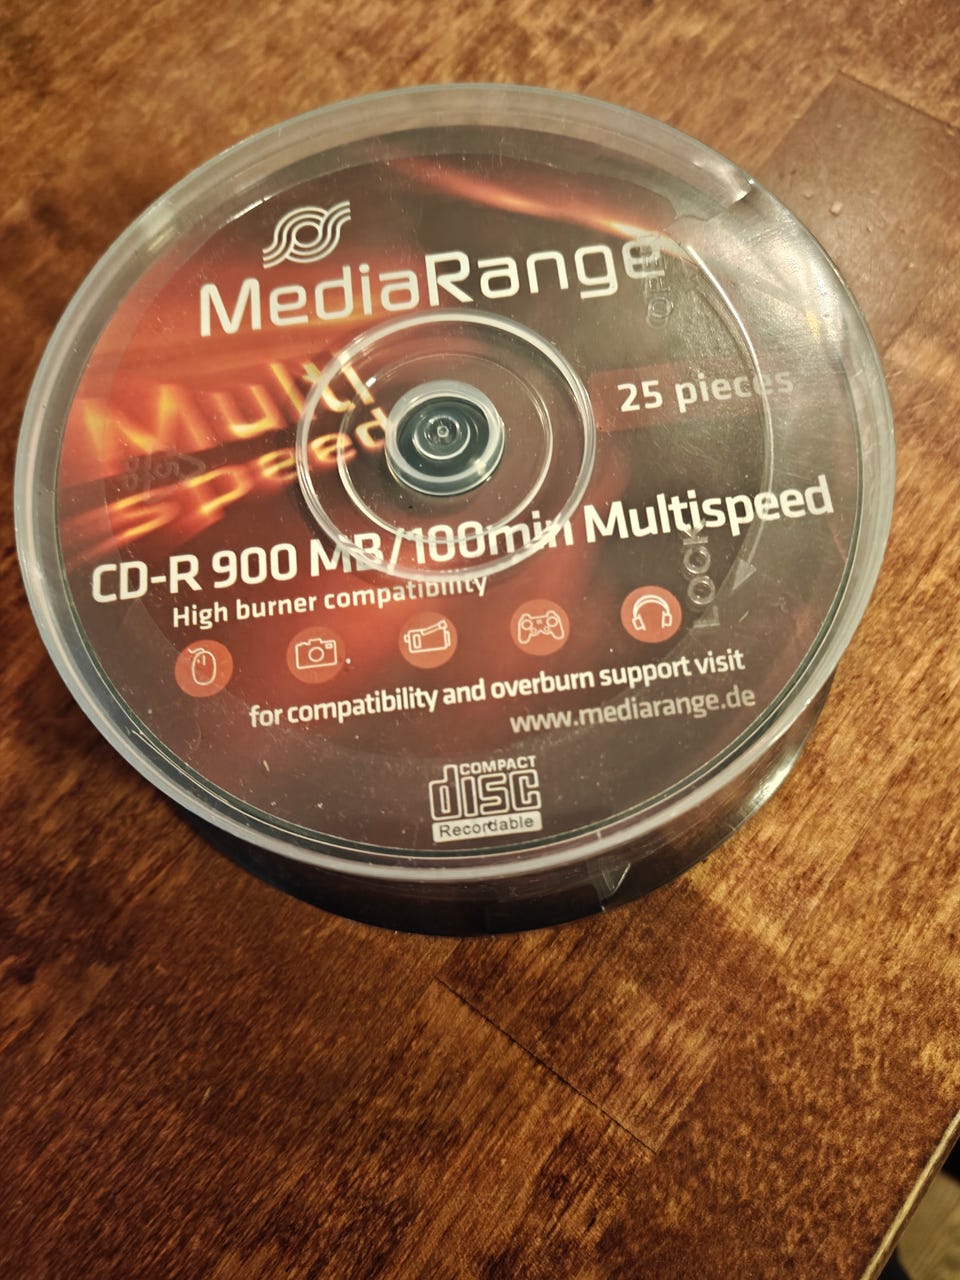 MediaRange
Multi
Speed
25 pieces
CD-R 900 MB/100min Multispeed
High burner compatibility
for compatibility and overburn support visit
www.mediarange.de
COMPACT
disc
Recordable
OPEN
LOCK